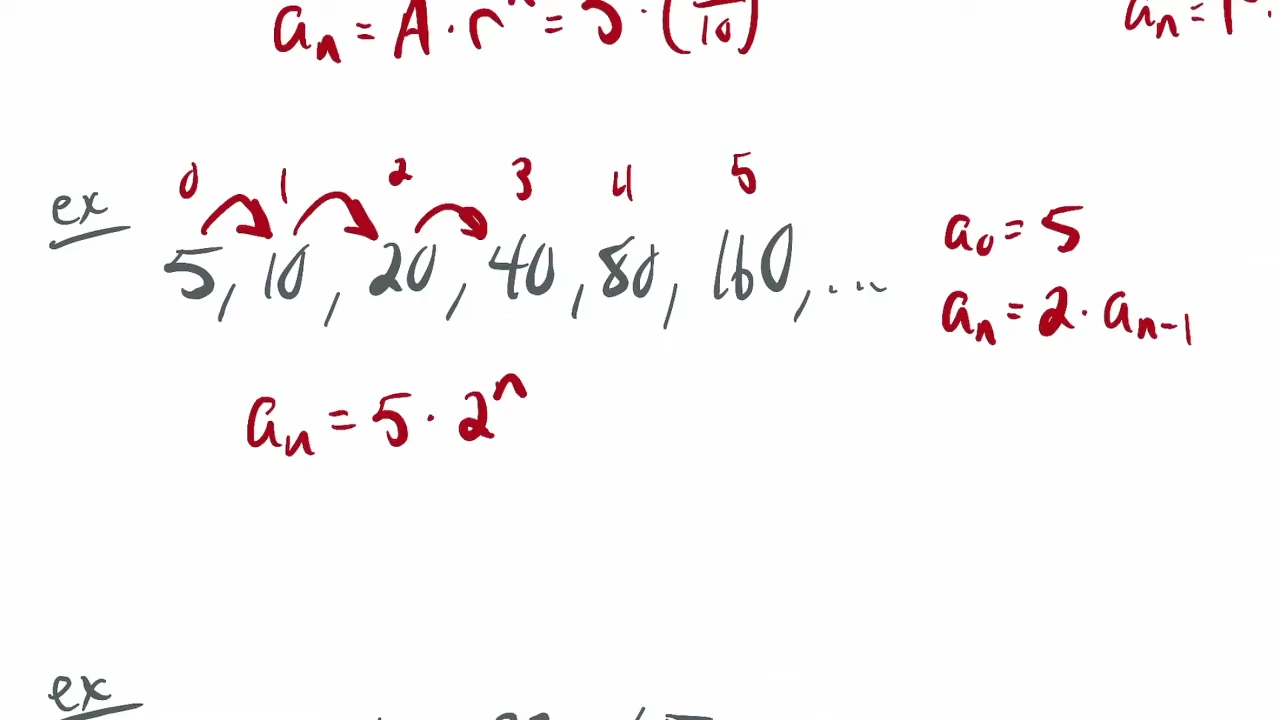 aₙ = A · rⁿ = 5 · (/10)
aₙ =
0 1 2 3 4 5
ex 5, 10, 20, 40, 80, 160, ...
a₀ = 5
aₙ = 2 · aₙ₋₁
aₙ = 5 · 2ⁿ
ex